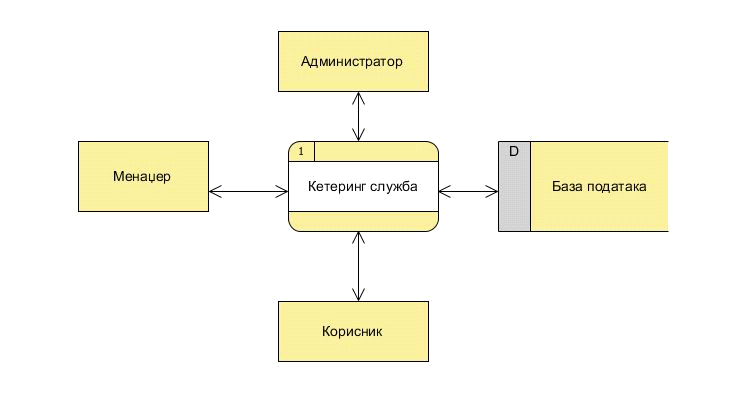 Администратор
1
D
Менаџер
Кетеринг служба
База података
Корисник